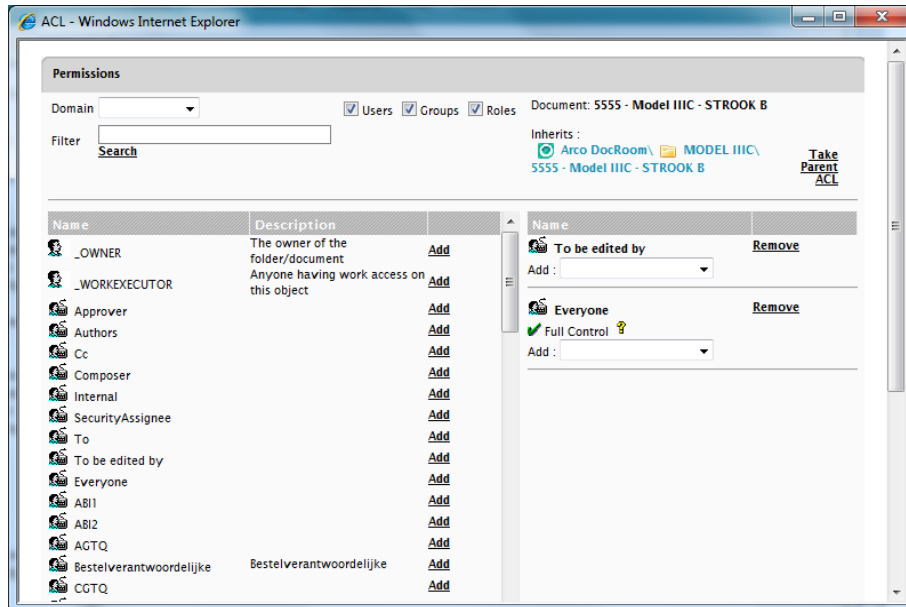 ACL - Windows Internet Explorer
Permissions
Domain
Users Groups Roles
Filter
Search
Document: 5555 - Model IIIC - STROOK B
Inherits :
Arco DocRoom\ MODEL IIIC\
5555 - Model IIIC - STROOK B
Take
Parent
ACL
Name Description
_OWNER The owner of the
folder/document Add
_WORKEXECUTOR Anyone having work access on
this object Add
Approver Add
Authors Add
Cc Add
Composer Add
Internal Add
SecurityAssignee Add
To Add
To be edited by Add
Everyone Add
ABI1 Add
ABI2 Add
AGTQ Add
Bestelverantwoordelijke Bestelverantwoordelijke Add
CGTQ Add
Name
To be edited by Remove
Add :
Everyone Remove
Full Control ?
Add :